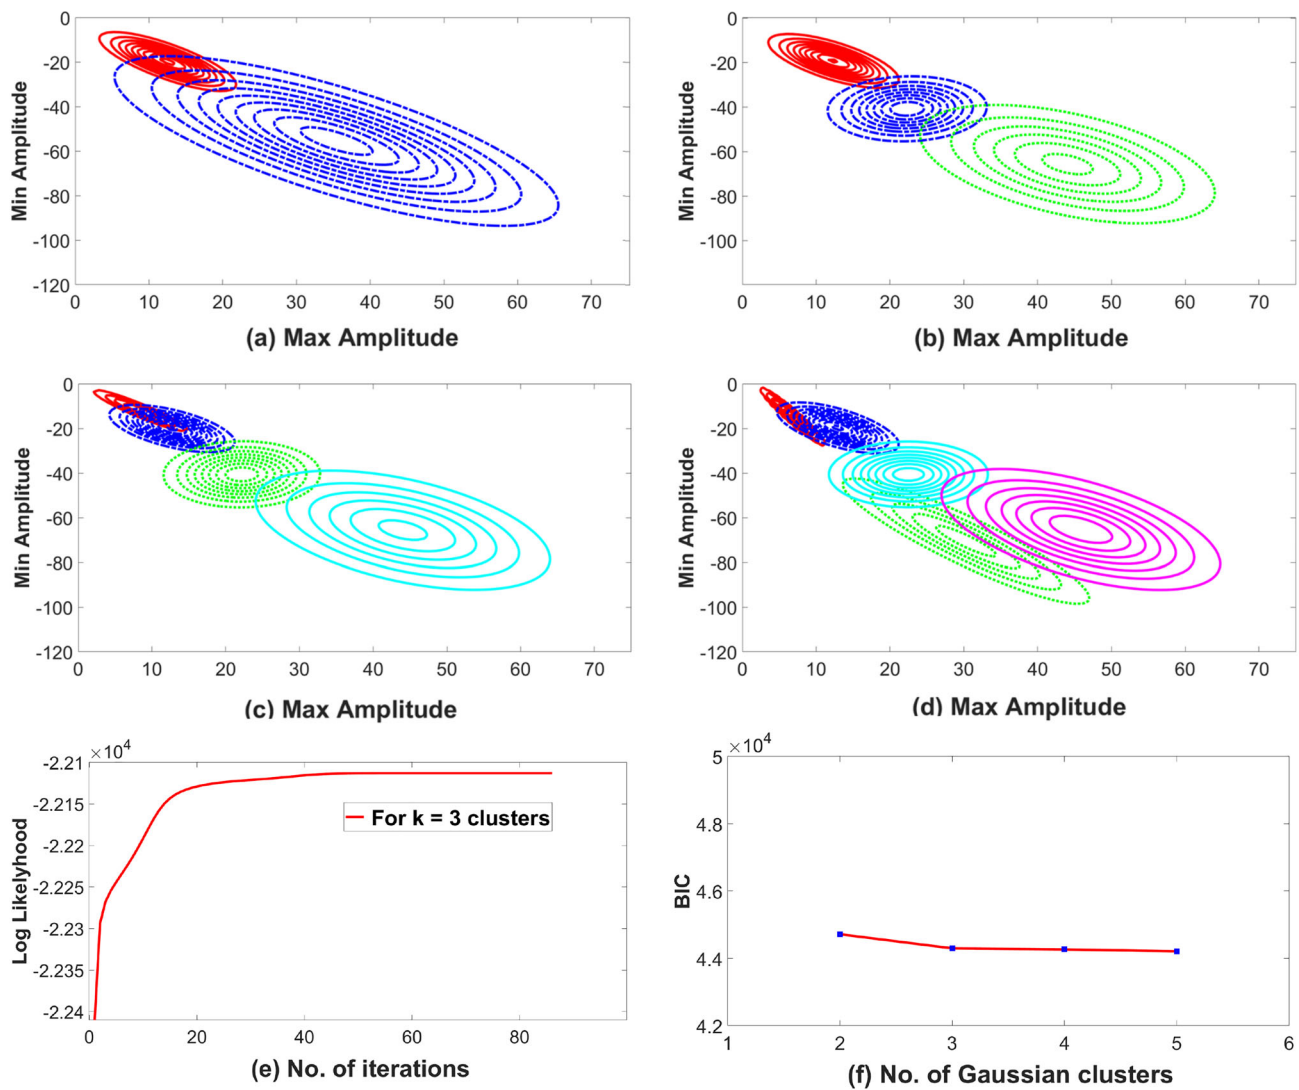 0
-20
-40
-60
-80
-100
-120
Min Amplitude
0 10 20 30 40 50 60 70
(a) Max Amplitude
0
-20
-40
-60
-80
-100
Min Amplitude
0 10 20 30 40 50 60 70
(b) Max Amplitude
0
-20
-40
-60
-80
-100
-120
Min Amplitude
0 10 20 30 40 50 60 70
(c) Max Amplitude
0
-20
-40
-60
-80
-100
-120
Min Amplitude
0 10 20 30 40 50 60 70
(d) Max Amplitude
×10⁴
-2.21
-2.215
-2.22
-2.225
-2.23
-2.235
-2.24
Log Likelyhood
For k = 3 clusters
0 20 40 60 80
(e) No. of iterations
×10⁴
5
4.8
4.6
4.4
4.2
BIC
1 2 3 4 5 6
(f) No. of Gaussian clusters